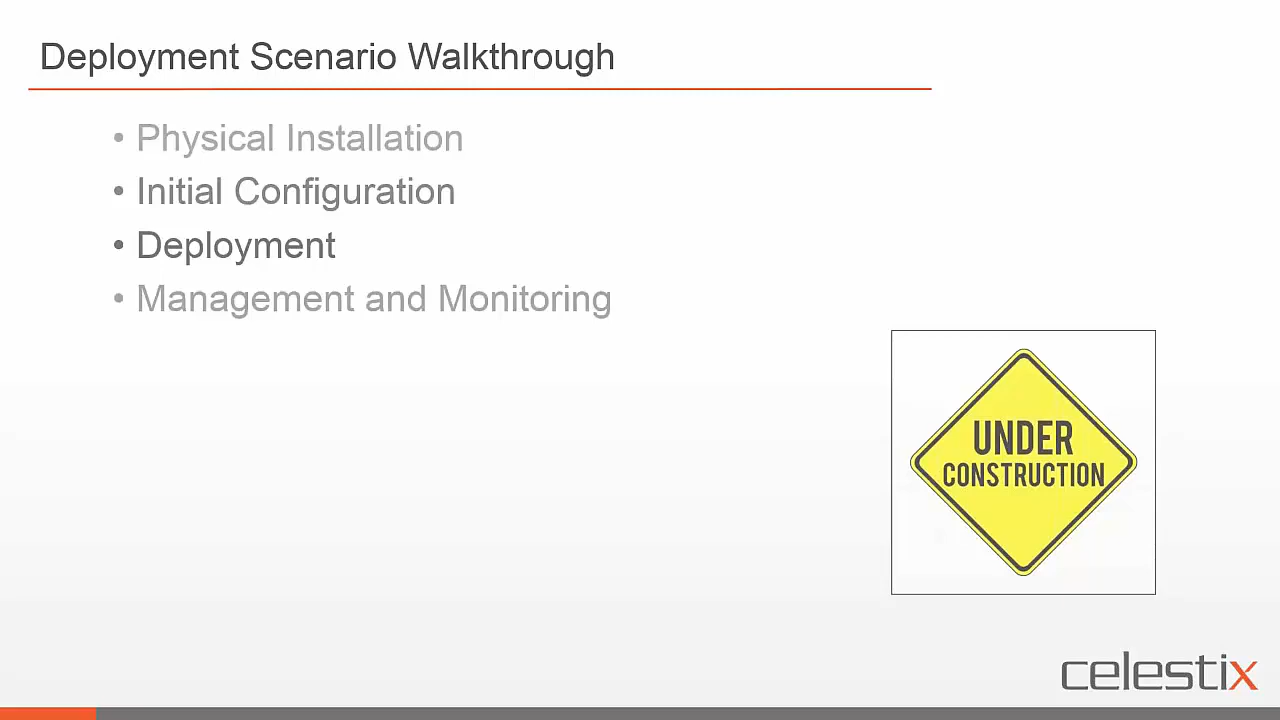 Deployment Scenario Walkthrough
• Physical Installation
• Initial Configuration
• Deployment
• Management and Monitoring
UNDER
CONSTRUCTION
celestix